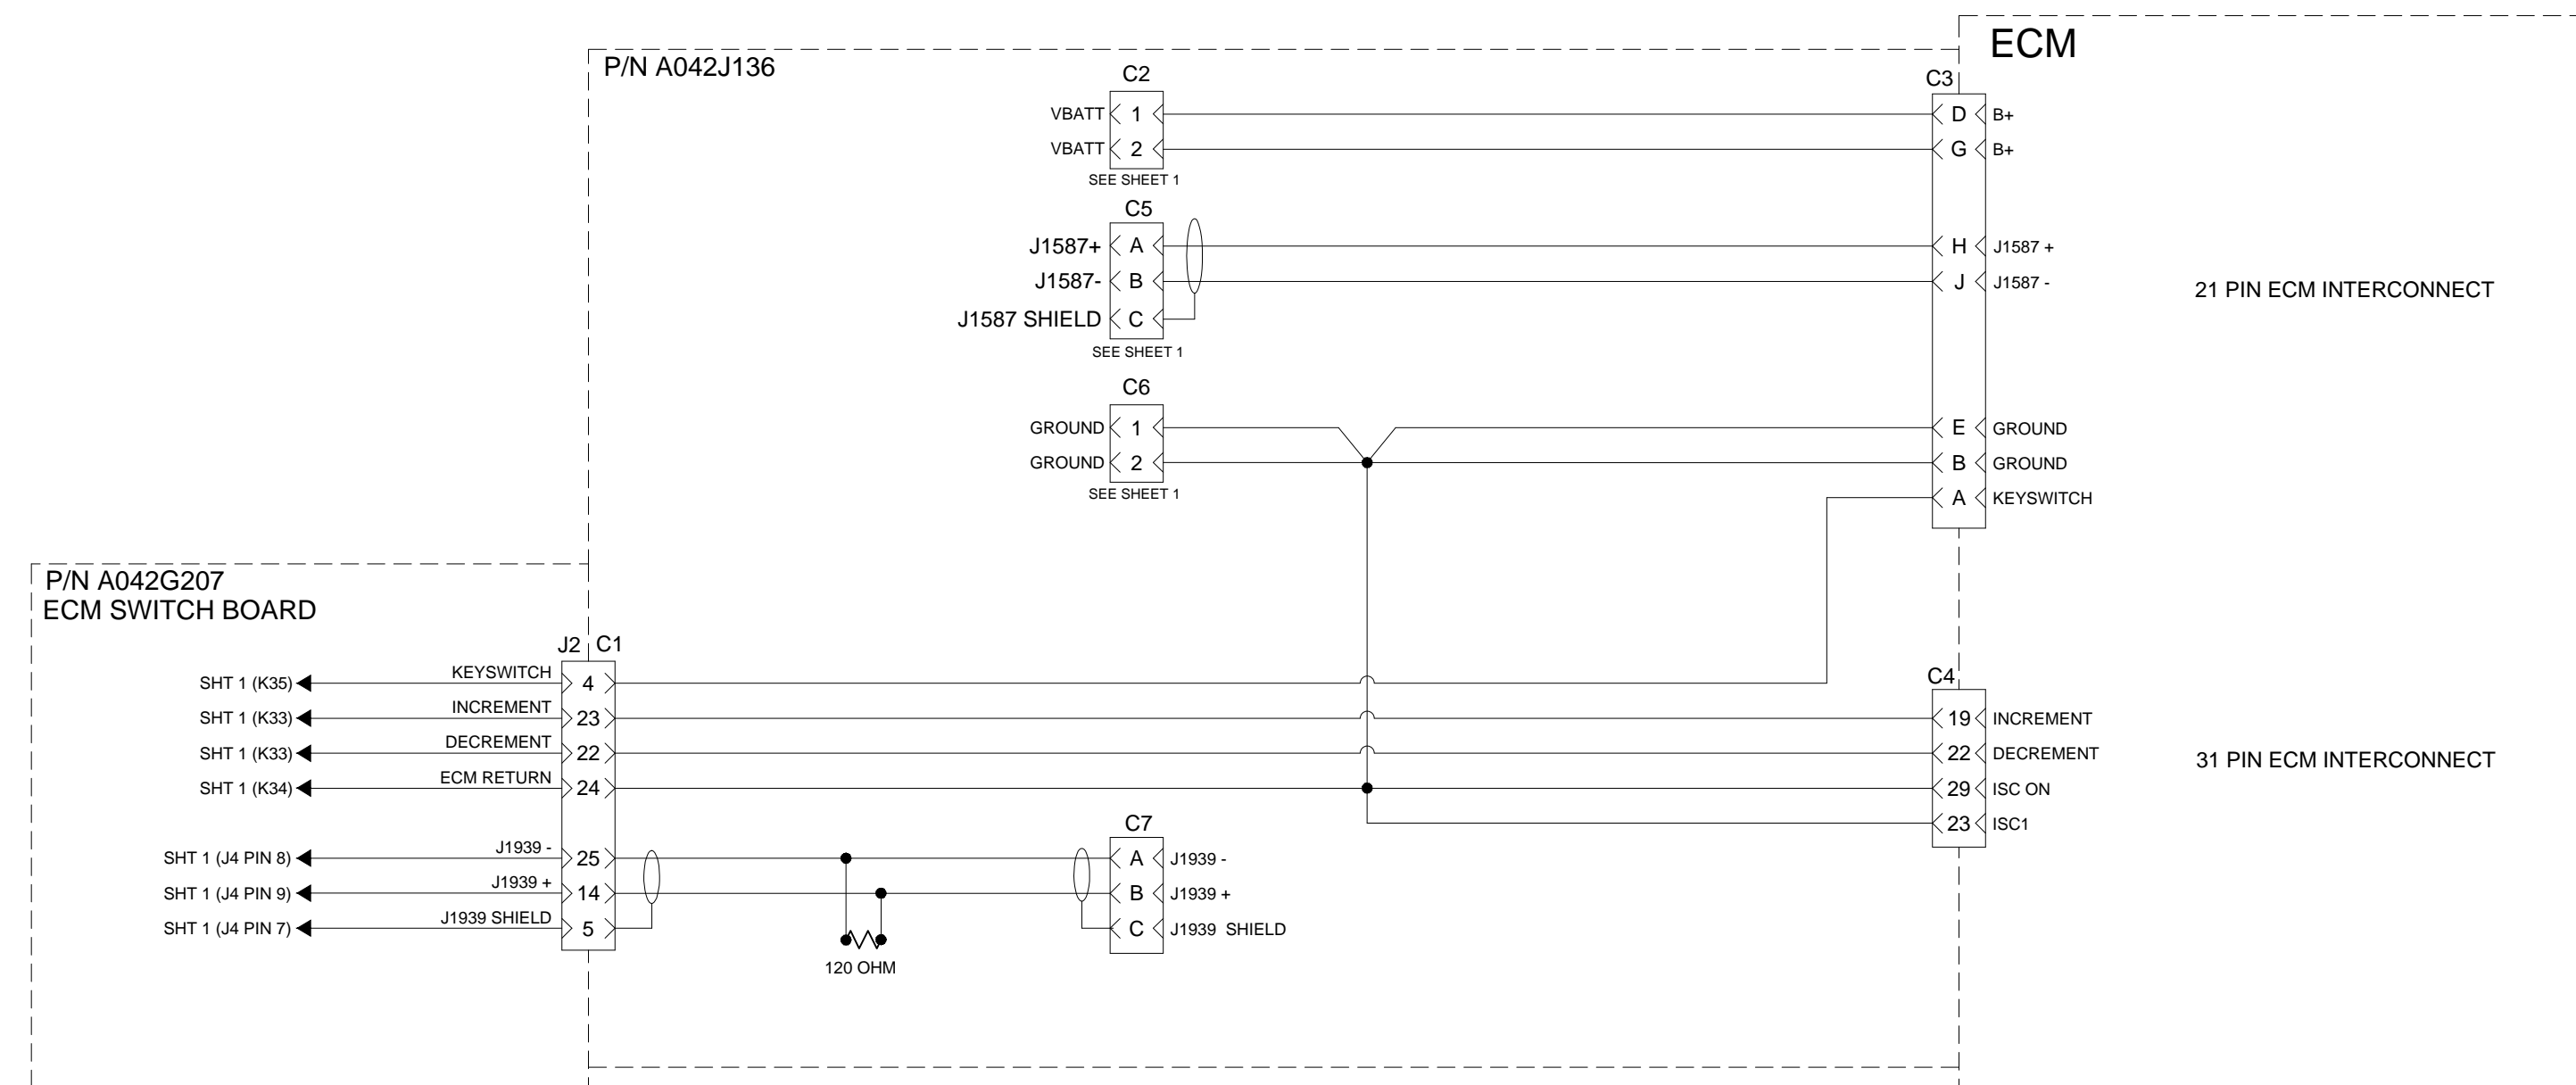 ECM
P/N A042J136
C2
C3
VBATT 1 D B+
VBATT 2 G B+
SEE SHEET 1
C5
J1587+ A H J1587 +
J1587- B J J1587 -
21 PIN ECM INTERCONNECT
J1587 SHIELD C
SEE SHEET 1
C6
GROUND 1 E GROUND
GROUND 2 B GROUND
SEE SHEET 1
A KEYSWITCH
P/N A042G207
ECM SWITCH BOARD
J2 C1
SHT 1 (K35) KEYSWITCH 4
C4
SHT 1 (K33) INCREMENT 23 19 INCREMENT
SHT 1 (K33) DECREMENT 22 22 DECREMENT
31 PIN ECM INTERCONNECT
SHT 1 (K34) ECM RETURN 24 29 ISC ON
C7
23 ISC1
SHT 1 (J4 PIN 8) J1939 - 25 A J1939 -
SHT 1 (J4 PIN 9) J1939 + 14 B J1939 +
SHT 1 (J4 PIN 7) J1939 SHIELD 5 C J1939 SHIELD
120 OHM